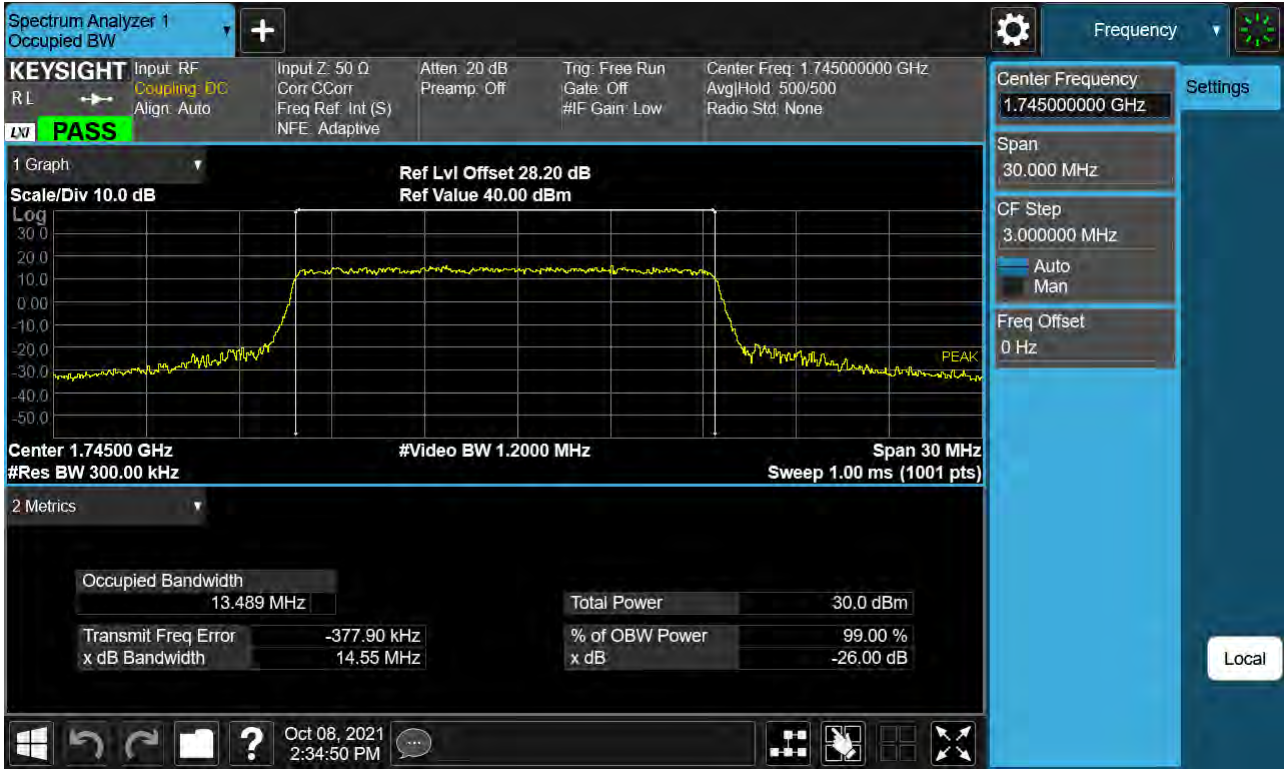 Spectrum Analyzer 1
Occupied BW
Frequency
KEYSIGHT
RL
LXI PASS
Input: RF
Coupling: DC
Align: Auto
Input Z: 50 Ω
Corr CCorr
Freq Ref: Int (S)
NFE: Adaptive
Atten: 20 dB
Preamp: Off
Trig: Free Run
Gate: Off
#IF Gain: Low
Center Freq: 1.745000000 GHz
Avg|Hold: 500/500
Radio Std: None
Center Frequency
1.745000000 GHz
Settings
Span
30.000 MHz
CF Step
3.000000 MHz
Auto
Man
Freq Offset
0 Hz
Local
1 Graph
Scale/Div 10.0 dB
Ref Lvl Offset 28.20 dB
Ref Value 40.00 dBm
Log
30.0
20.0
10.0
0.00
-10.0
-20.0
-30.0
-40.0
-50.0
PEAK
Center 1.74500 GHz
#Video BW 1.2000 MHz
Span 30 MHz
#Res BW 300.00 kHz
Sweep 1.00 ms (1001 pts)
2 Metrics
Occupied Bandwidth
13.489 MHz
Total Power 30.0 dBm
Transmit Freq Error -377.90 kHz
% of OBW Power 99.00 %
x dB Bandwidth 14.55 MHz
x dB -26.00 dB
?
Oct 08, 2021
2:34:50 PM